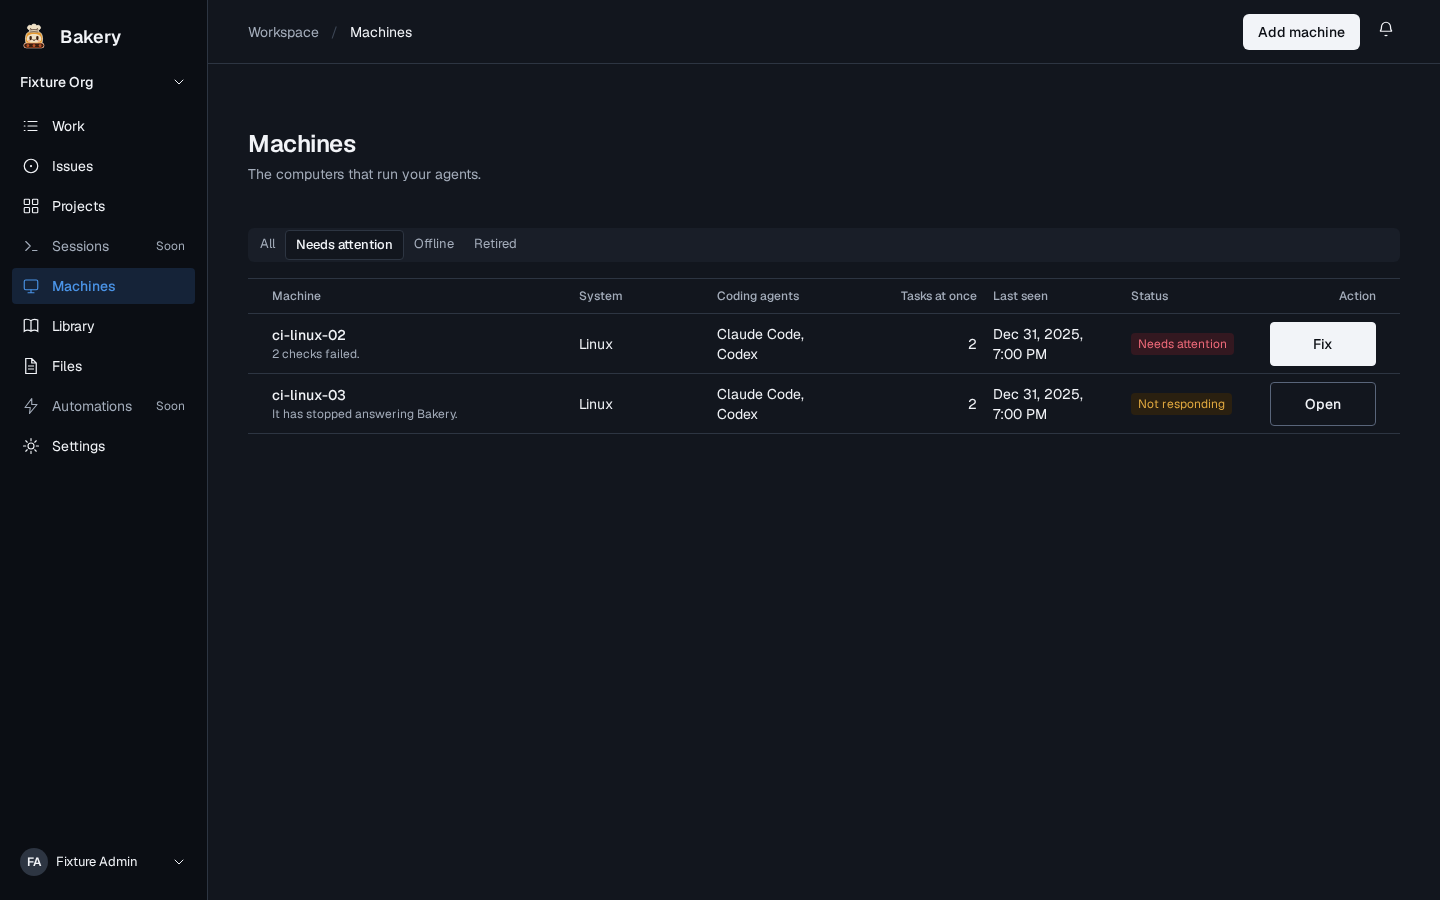 Bakery
Fixture Org
Work
Issues
Projects
Sessions Soon
Machines
Library
Files
Automations Soon
Settings
FA Fixture Admin
Workspace / Machines
Add machine
Machines
The computers that run your agents.
All Needs attention Offline Retired
Machine System Coding agents Tasks at once Last seen Status Action
ci-linux-02
2 checks failed.
Linux
Claude Code,
Codex
2
Dec 31, 2025,
7:00 PM
Needs attention
Fix
ci-linux-03
It has stopped answering Bakery.
Linux
Claude Code,
Codex
2
Dec 31, 2025,
7:00 PM
Not responding
Open